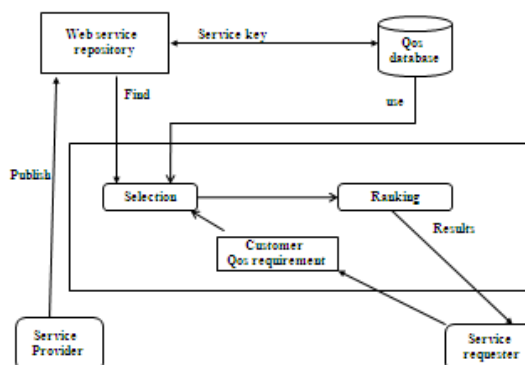 Web service
repository
Service key
Qos
database
Find
use
Publish
Selection
Ranking
Results
Customer
Qos requirement
Service
Provider
Service
requester